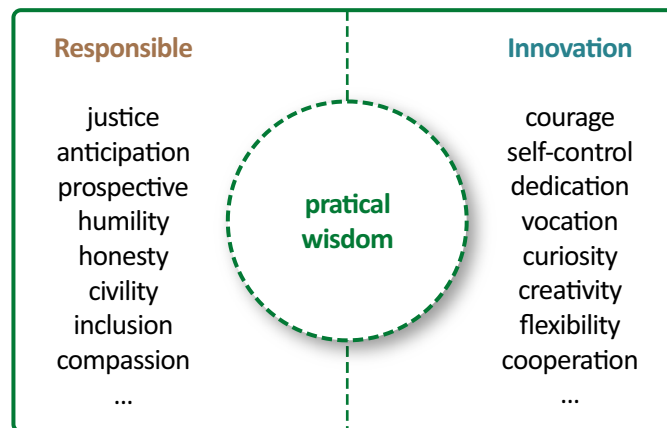 Responsible
justice
anticipation
prospective
humility
honesty
civility
inclusion
compassion
...
pratical
wisdom
Innovation
courage
self-control
dedication
vocation
curiosity
creativity
flexibility
cooperation
...